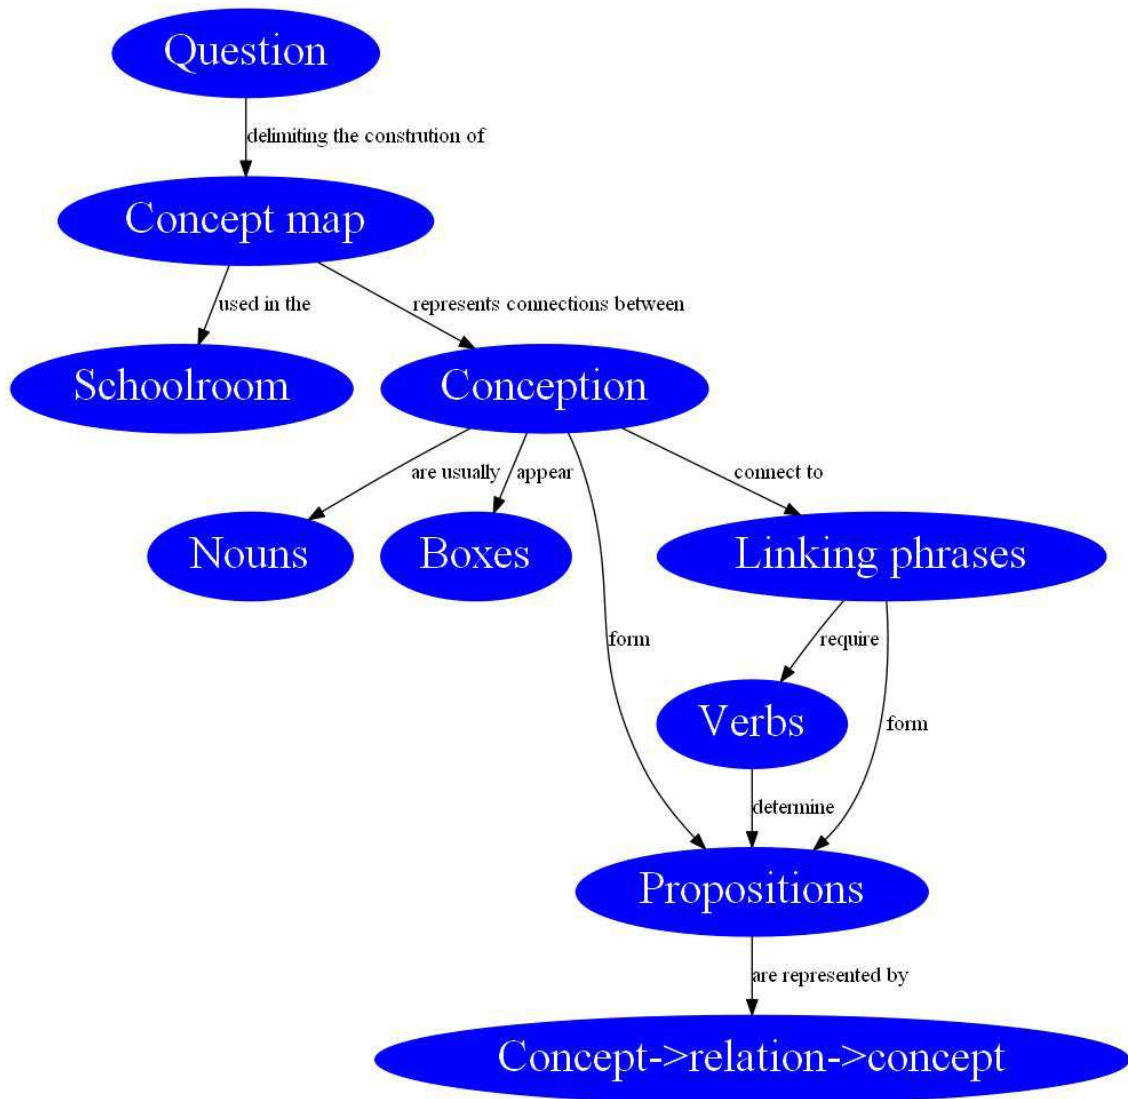 Question
delimiting the constrution of
Concept map
used in the
represents connections between
Schoolroom
Conception
are usually
appear
connect to
Nouns
Boxes
Linking phrases
form
require
Verbs
form
determine
Propositions
are represented by
Concept->relation->concept